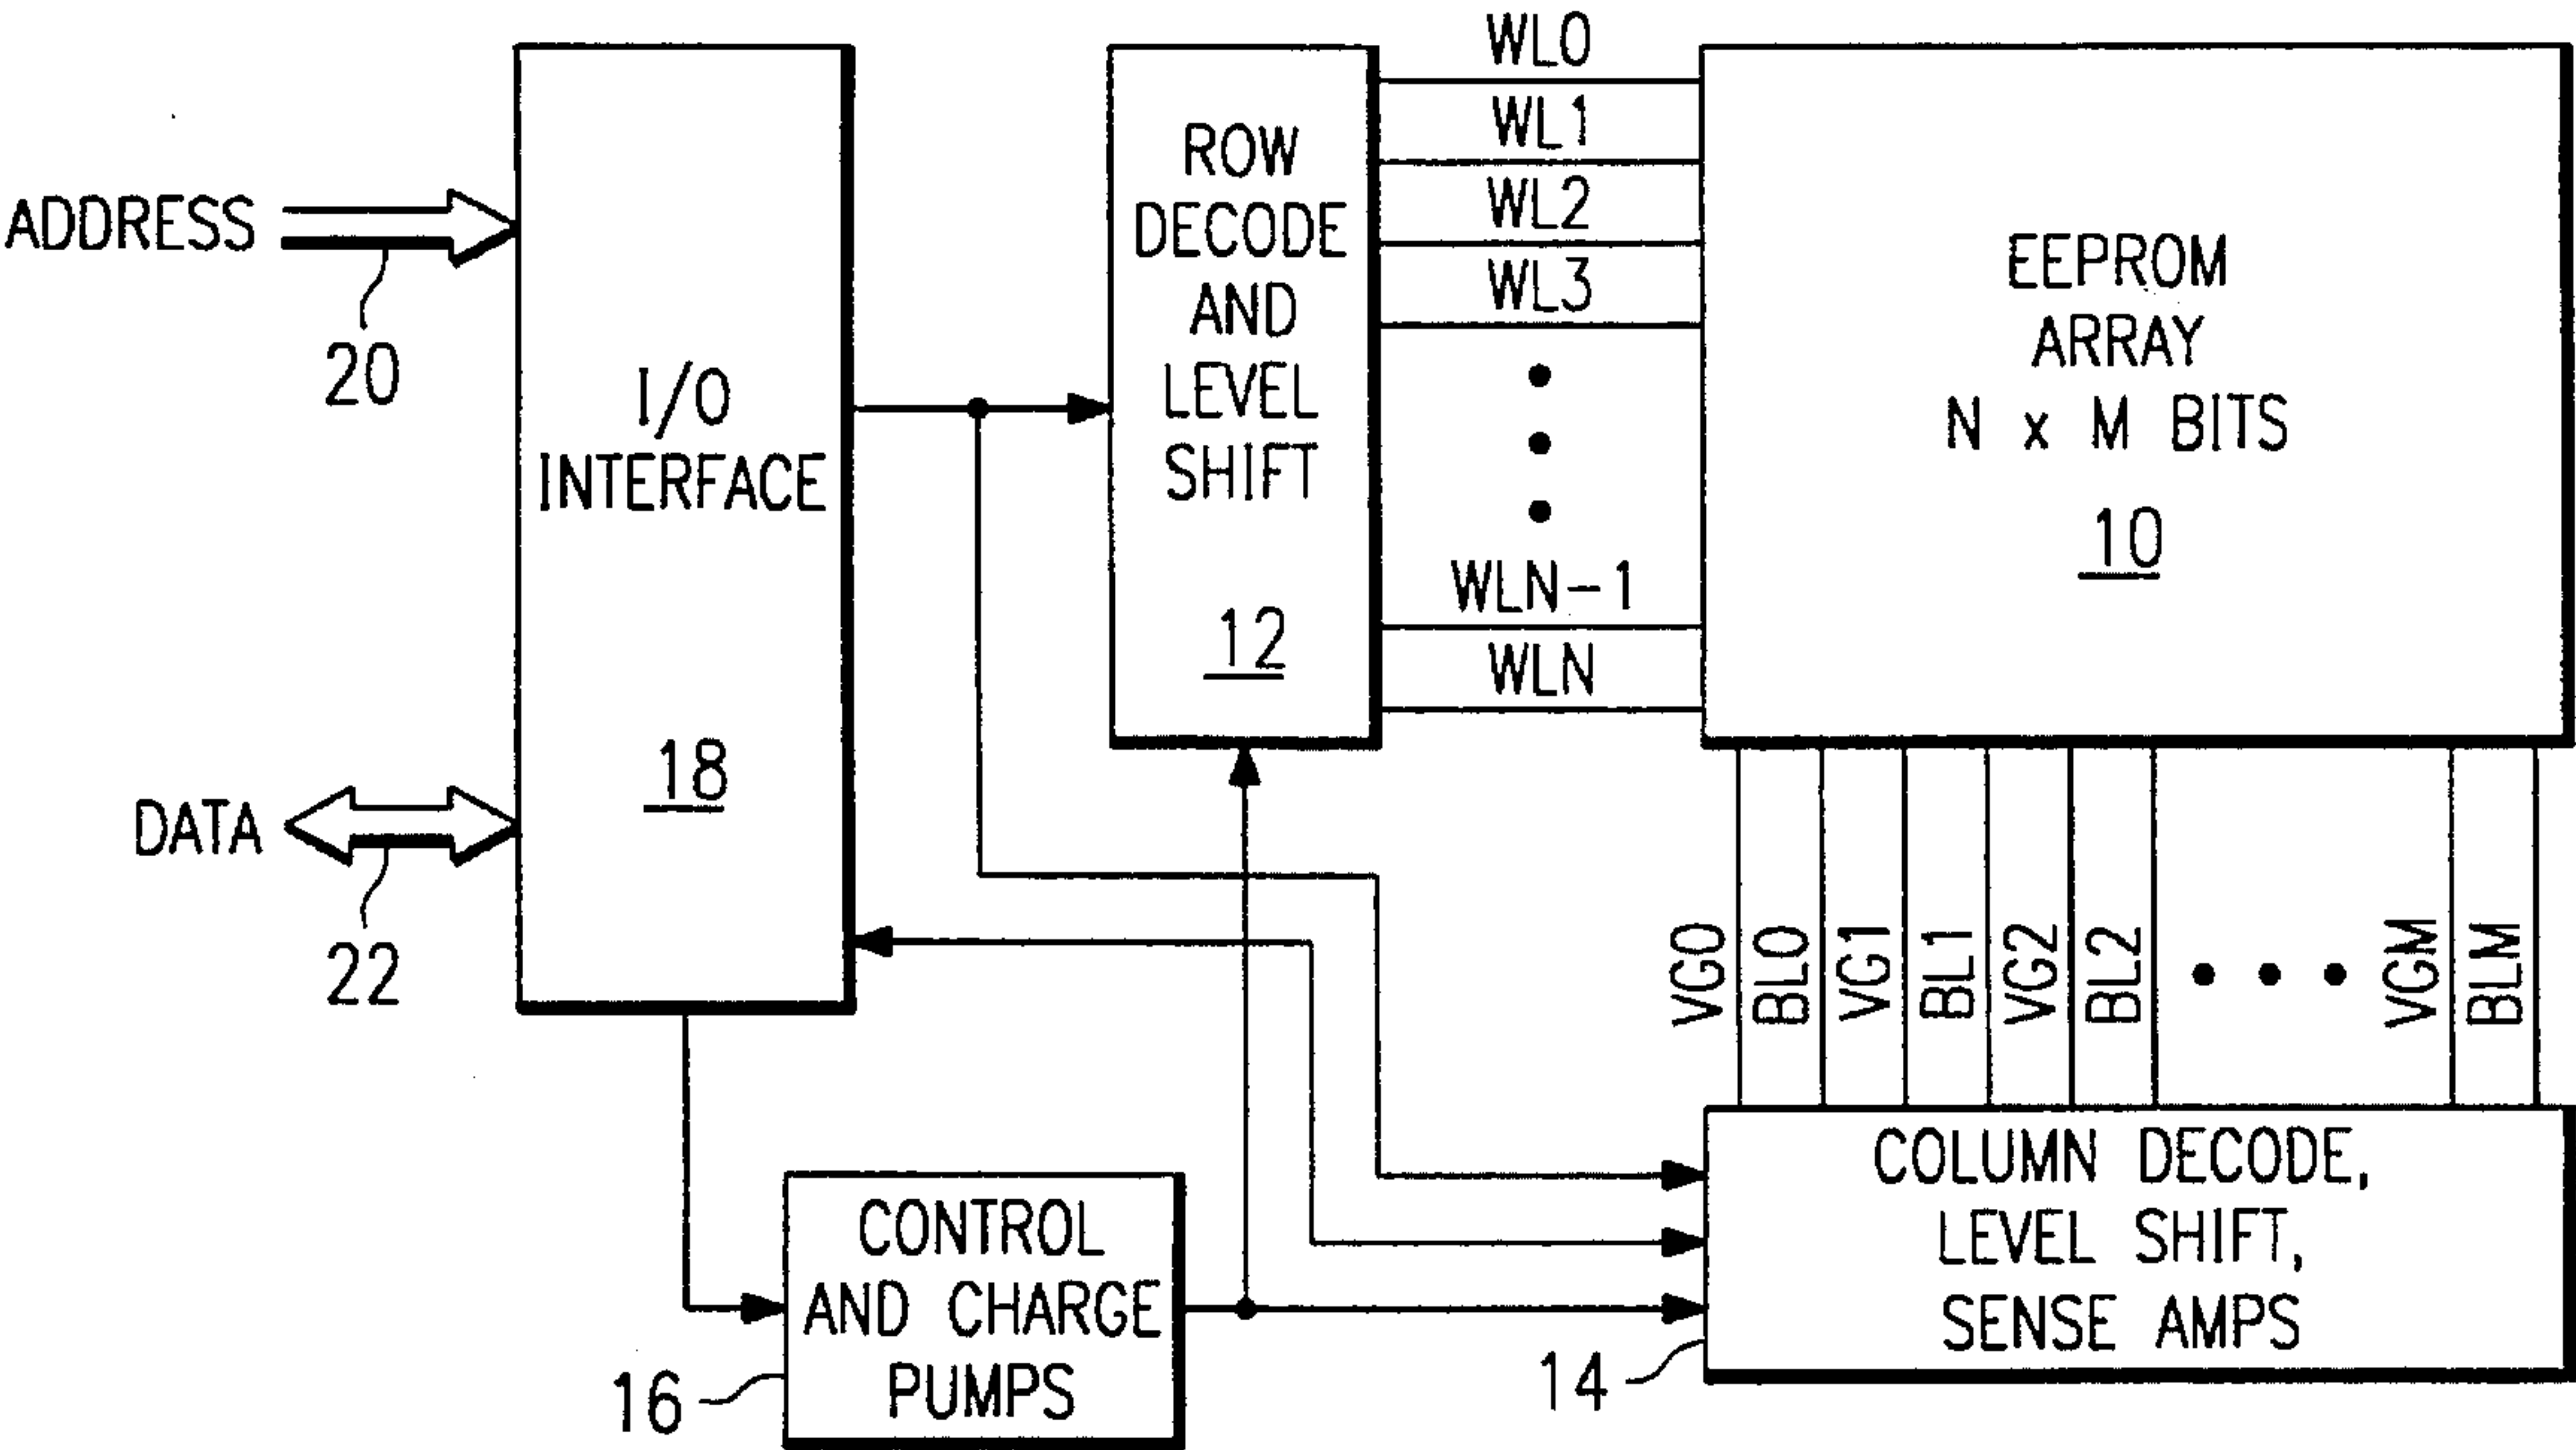 ADDRESS
20
DATA
22
I/O
INTERFACE
18
ROW
DECODE
AND
LEVEL
SHIFT
12
WL0
WL1
WL2
WL3
WLN-1
WLN
EEPROM
ARRAY
N x M BITS
10
VG0
BL0
VG1
BL1
VG2
BL2
VGM
BLM
CONTROL
AND CHARGE
PUMPS
16
COLUMN DECODE,
LEVEL SHIFT,
SENSE AMPS
14